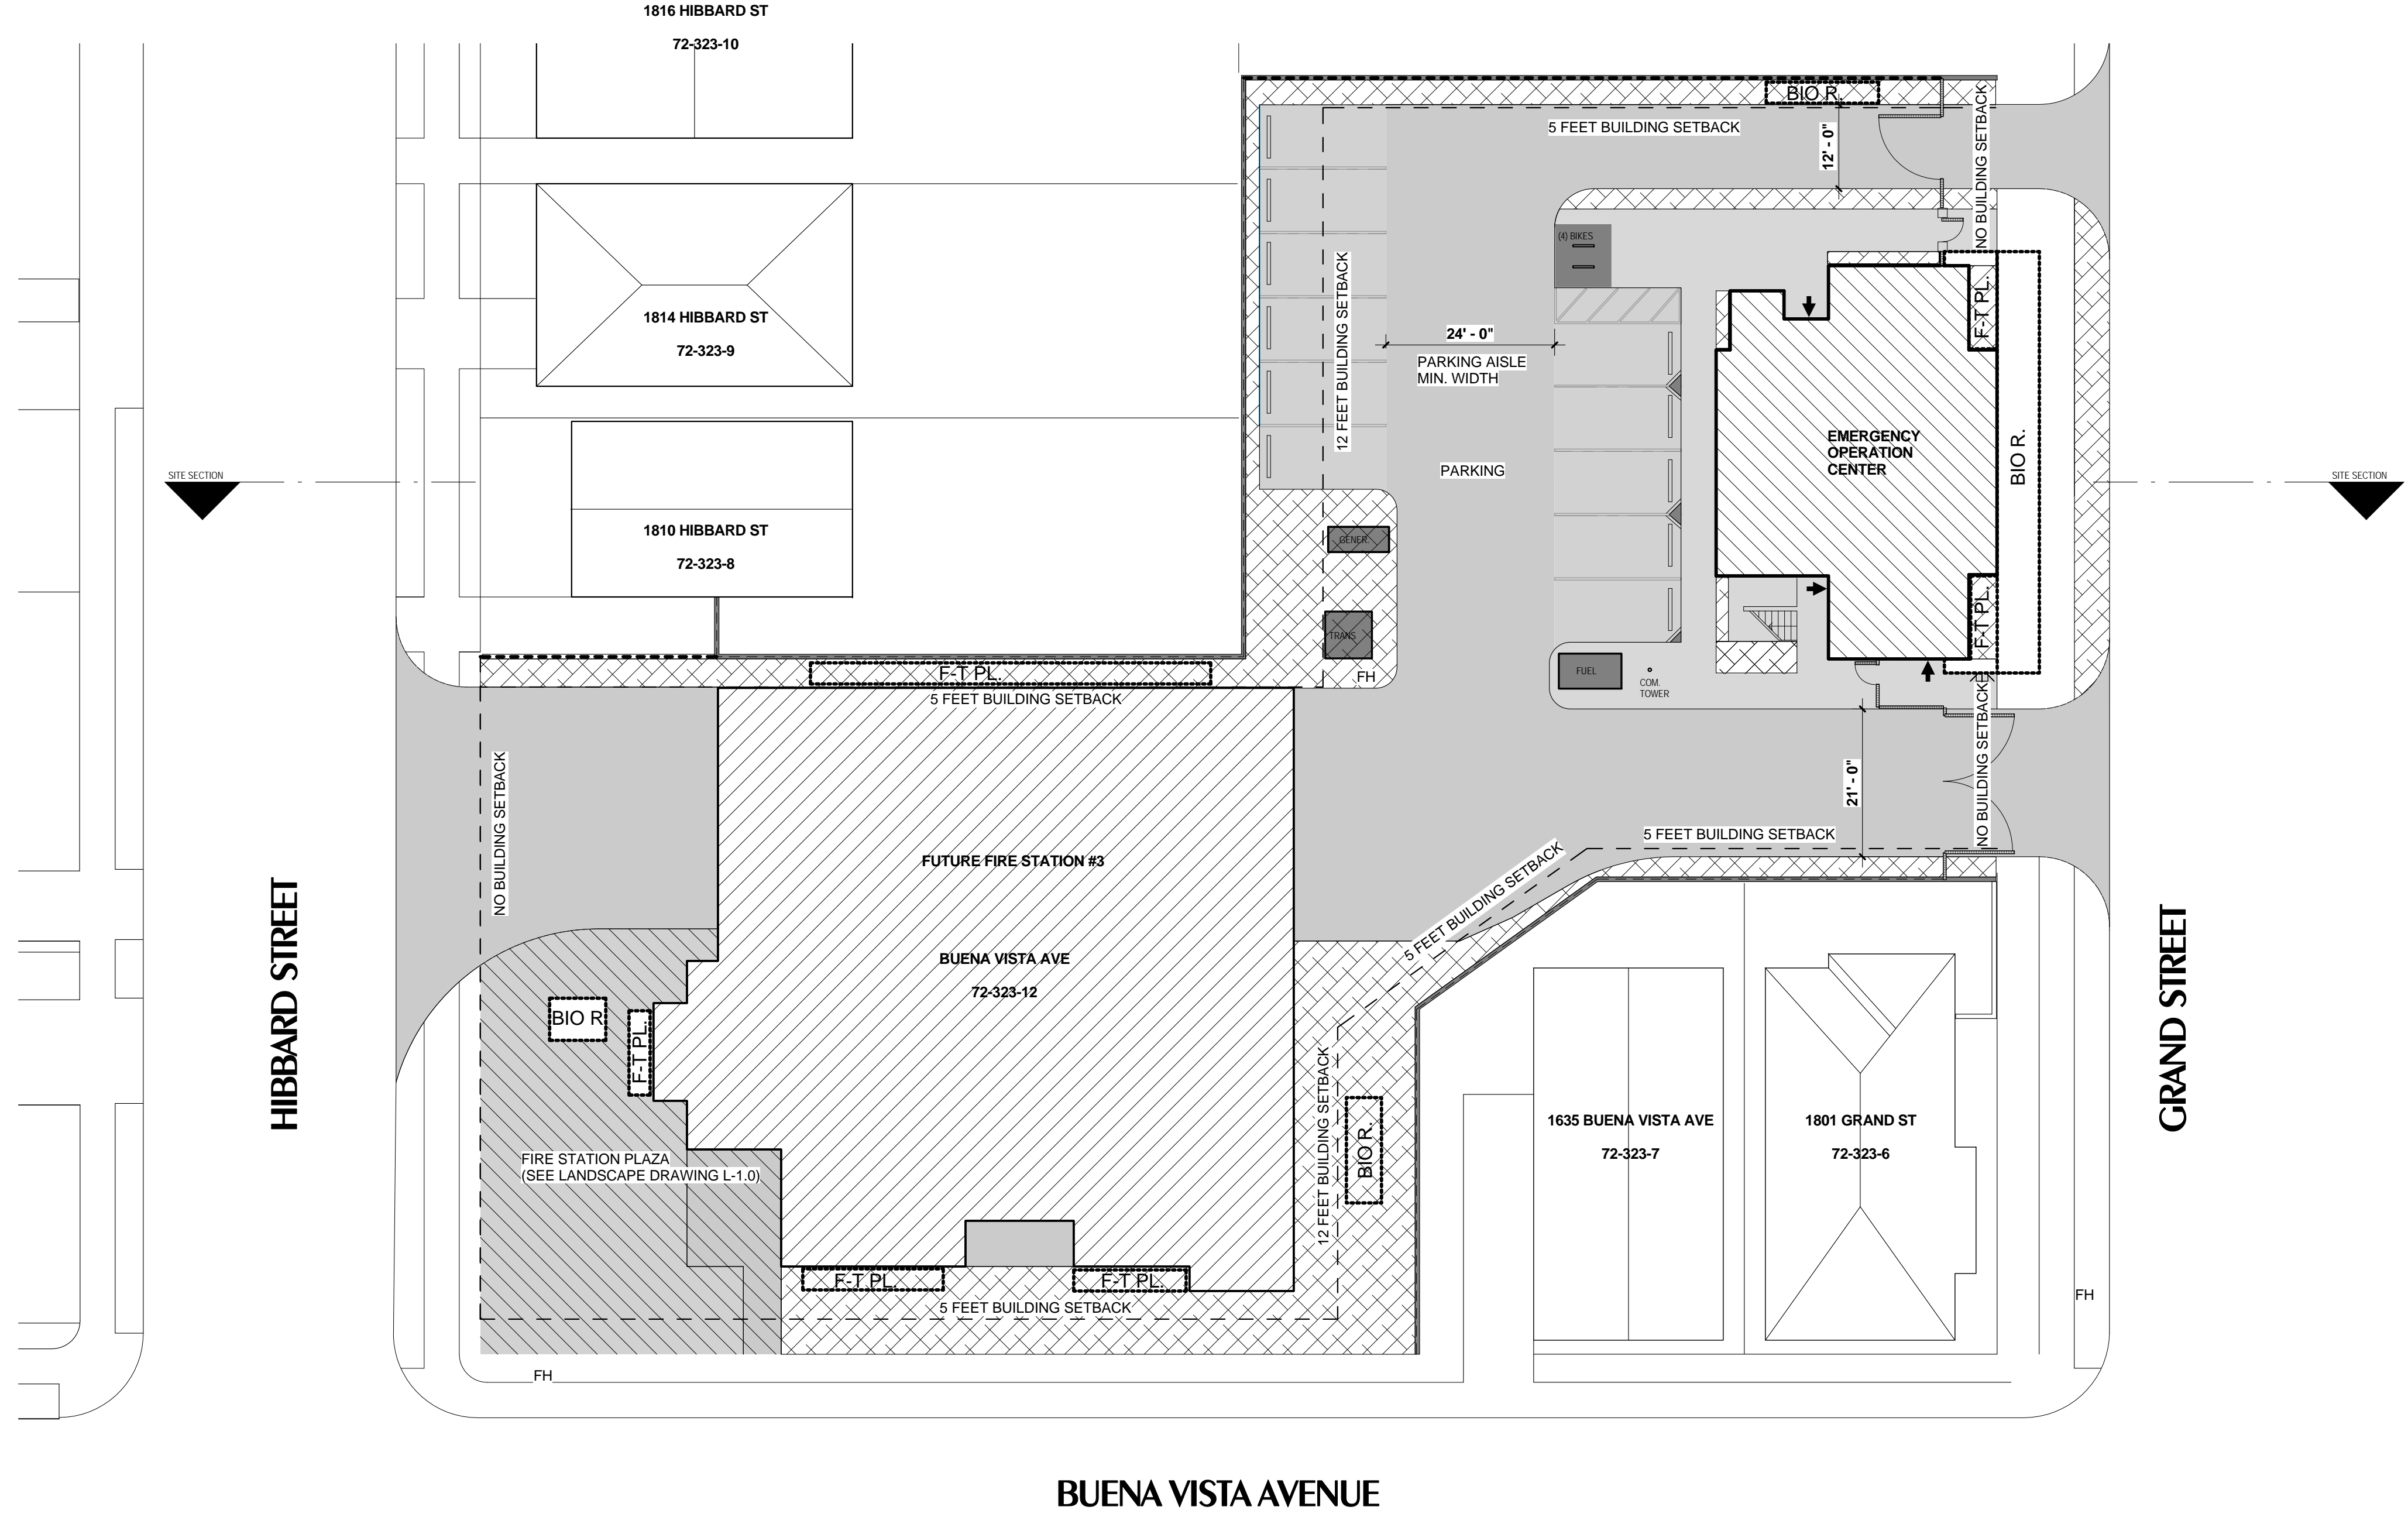 1816 HIBBARD ST
72-323-10
BIO R.
5 FEET BUILDING SETBACK
12' - 0"
NO BUILDING SETBACK
(4) BIKES
12 FEET BUILDING SETBACK
F-T PL.
1814 HIBBARD ST
72-323-9
24' - 0"
PARKING AISLE
MIN. WIDTH
EMERGENCY
OPERATION
CENTER
BIO R.
PARKING
SITE SECTION
SITE SECTION
1810 HIBBARD ST
72-323-8
GENER.
TRANS
F-T PL.
F-T PL.
FH
FUEL
COM.
TOWER
5 FEET BUILDING SETBACK
NO BUILDING SETBACK
NO BUILDING SETBACK
21' - 0"
5 FEET BUILDING SETBACK
FUTURE FIRE STATION #3
5 FEET BUILDING SETBACK
BUENA VISTA AVE
72-323-12
HIBBARD STREET
GRAND STREET
BIO R
F-T PL.
12 FEET BUILDING SETBACK
BIO R.
1635 BUENA VISTA AVE
72-323-7
1801 GRAND ST
72-323-6
FIRE STATION PLAZA
(SEE LANDSCAPE DRAWING L-1.0)
F-T PL.
F-T PL.
5 FEET BUILDING SETBACK
FH
FH
BUENA VISTA AVENUE